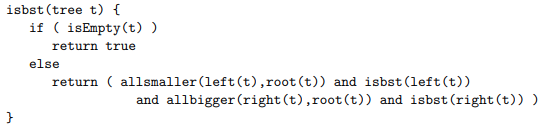 isbst(tree t) {
   if ( isEmpty(t) )
      return true
   else
      return ( allsmaller(left(t),root(t)) and isbst(left(t))
                 and allbigger(right(t),root(t)) and isbst(right(t)) )
}